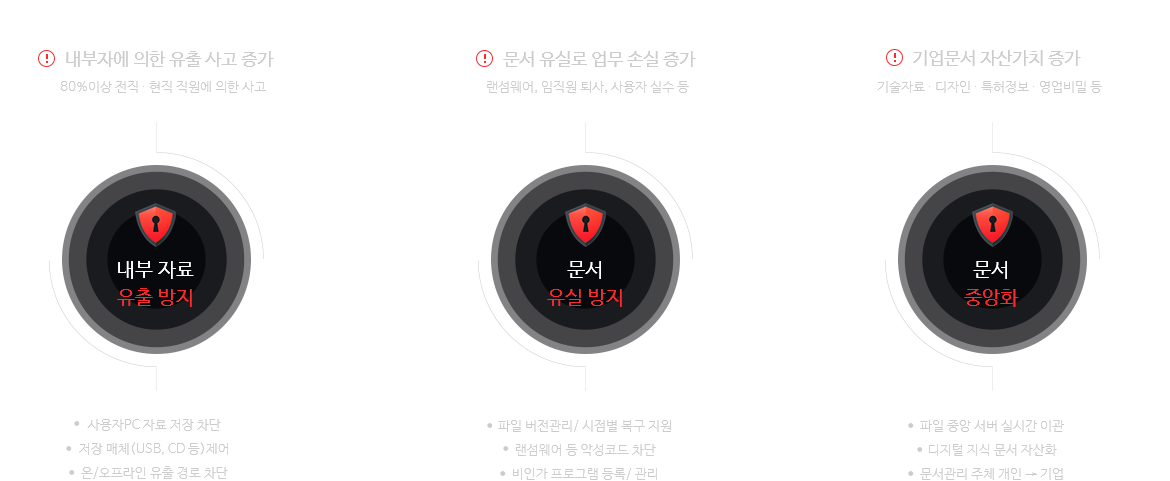 내부자에 의한 유출 사고 증가
80%이상 전직 · 현직 직원에 의한 사고
내부 자료
유출 방지
• 사용자PC 자료 저장 차단
• 저장 매체(USB, CD 등)제어
• 온/오프라인 유출 경로 차단
문서 유실로 업무 손실 증가
랜섬웨어, 임직원 퇴사, 사용자 실수 등
문서
유실 방지
• 파일 버전관리/ 시점별 복구 지원
• 랜섬웨어 등 악성코드 차단
• 비인가 프로그램 등록/ 관리
기업문서 자산가치 증가
기술자료 · 디자인 · 특허정보 · 영업비밀 등
문서
중앙화
• 파일 중앙 서버 실시간 이관
• 디지털 지식 문서 자산화
• 문서관리 주체 개인 → 기업